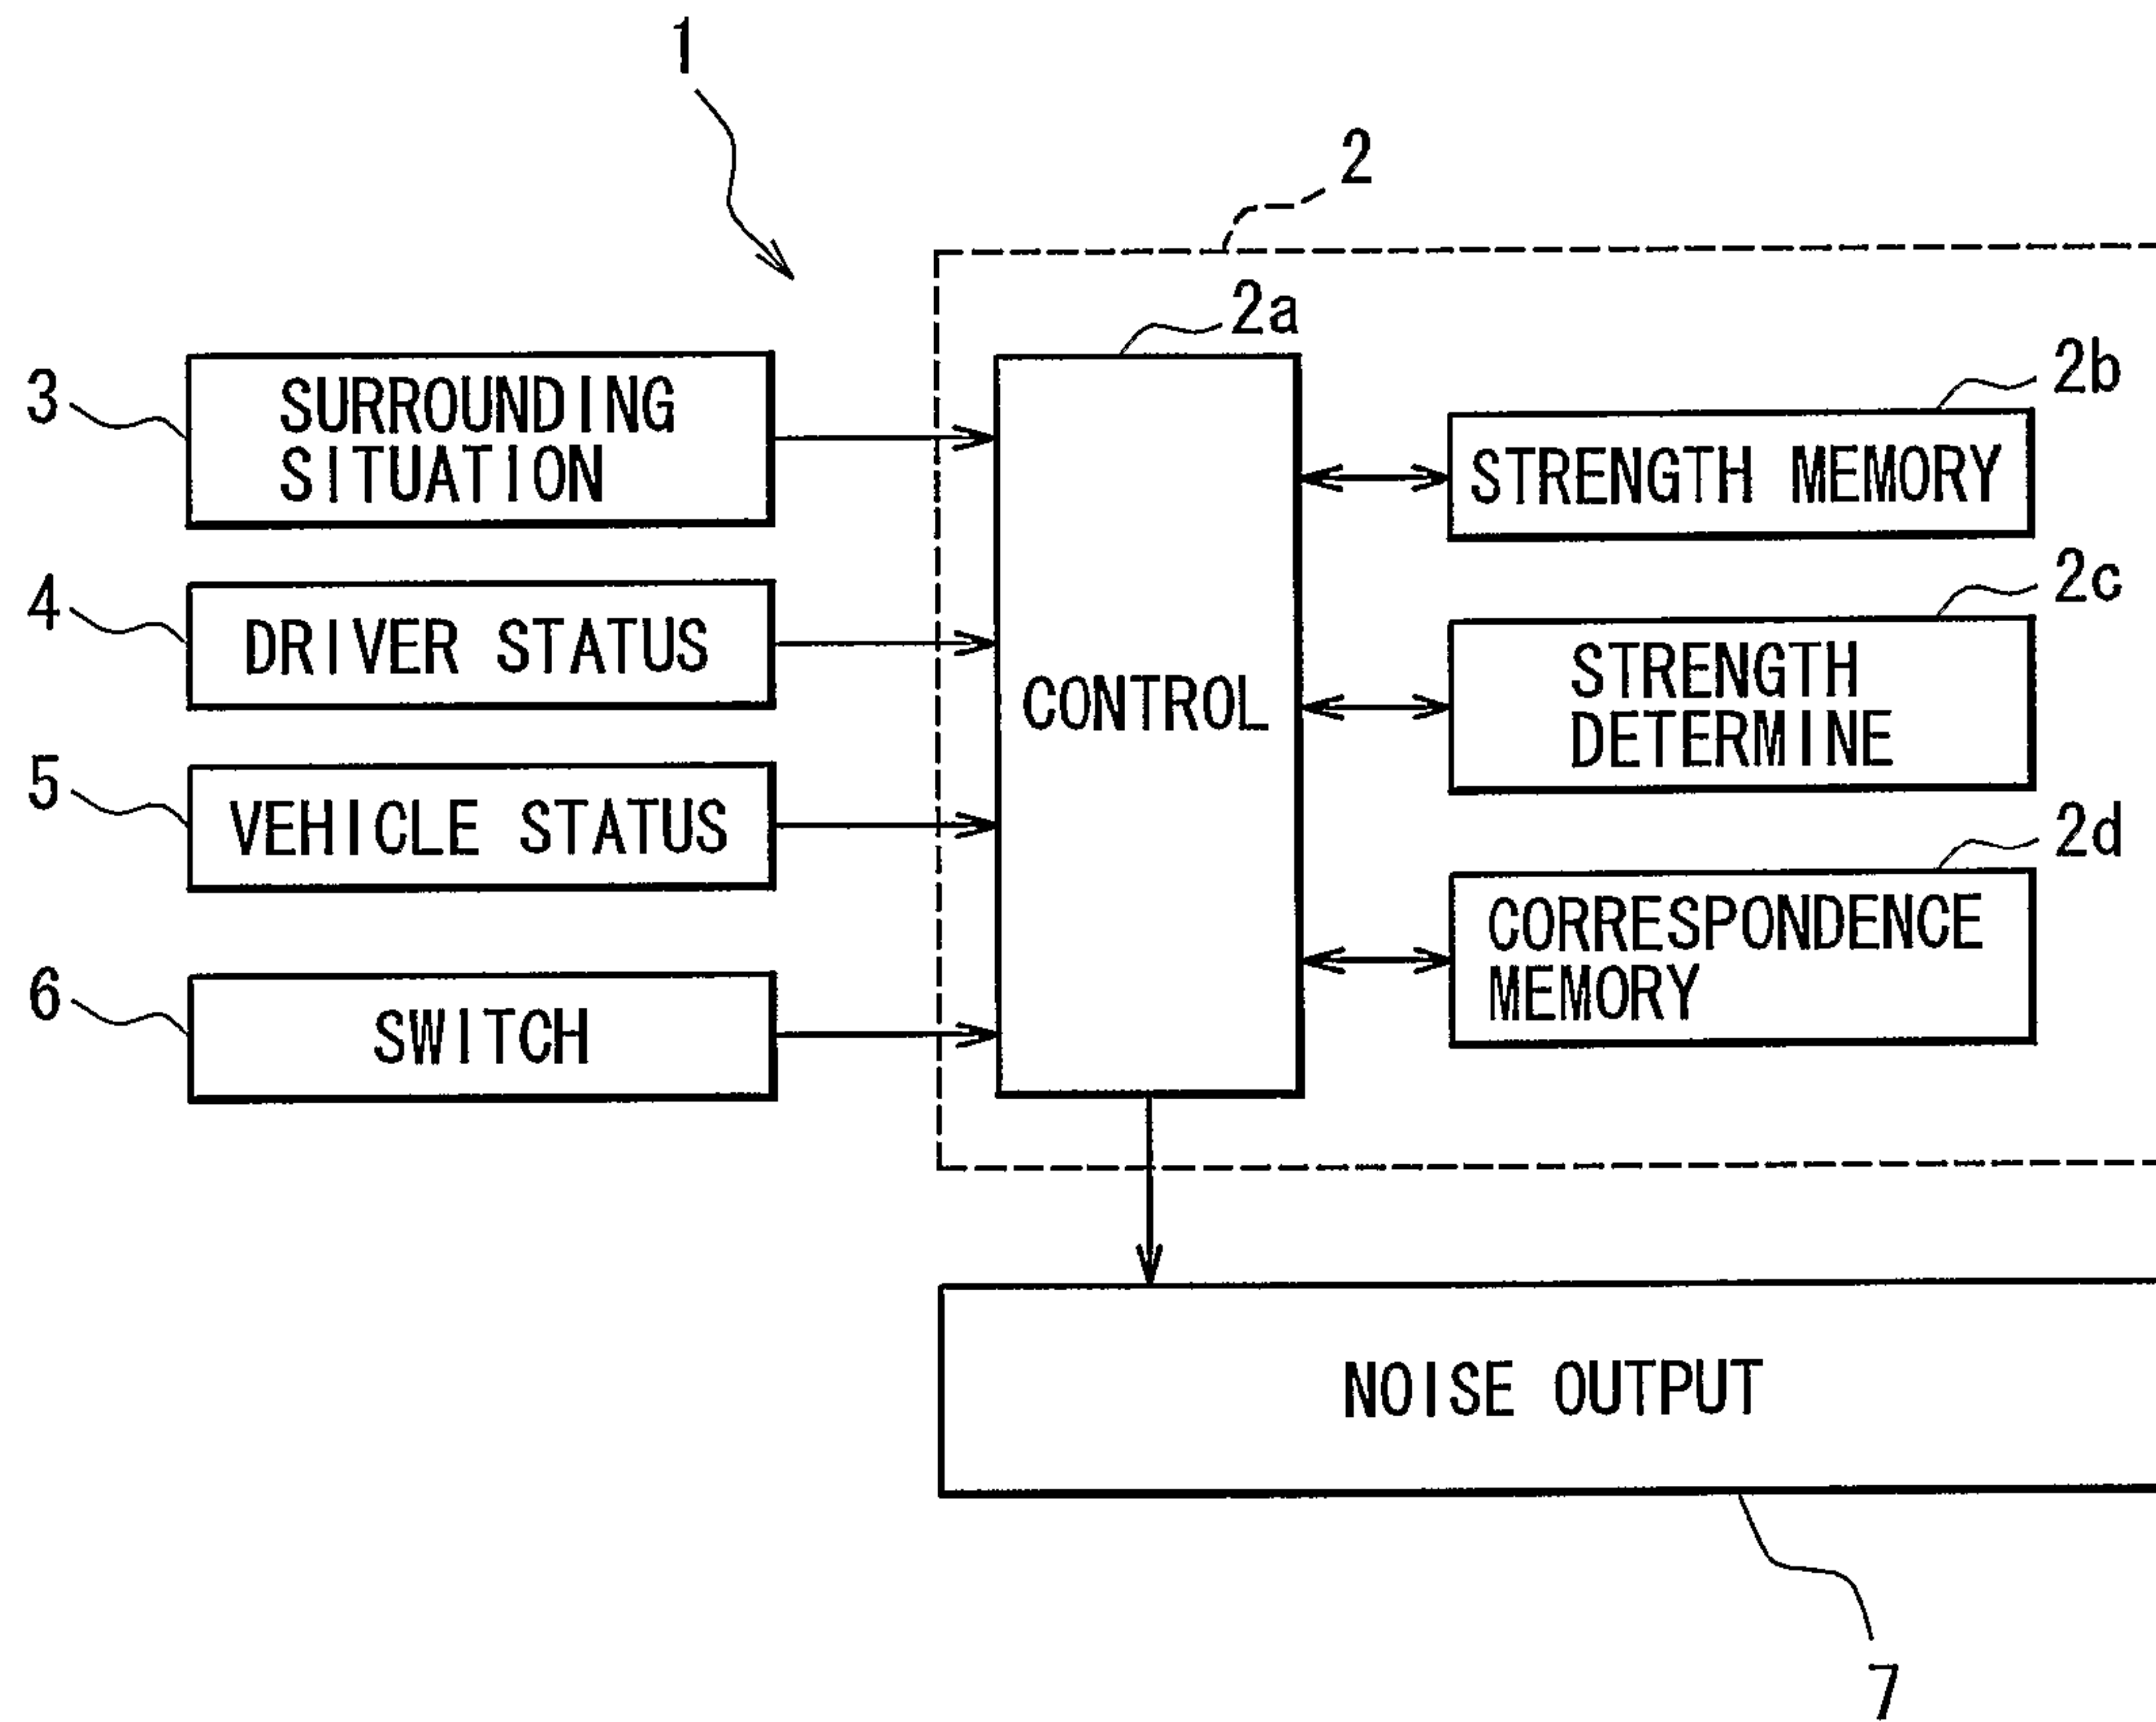 1
2
2a
2b
3
SURROUNDING
SITUATION
STRENGTH MEMORY
2c
4
DRIVER STATUS
STRENGTH
DETERMINE
CONTROL
5
VEHICLE STATUS
2d
CORRESPONDENCE
MEMORY
6
SWITCH
NOISE OUTPUT
7